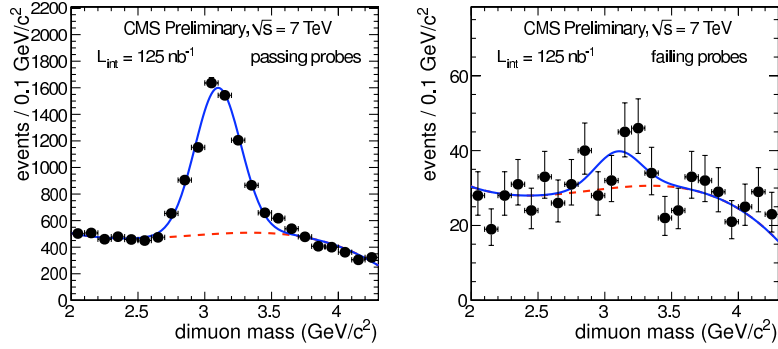 CMS Preliminary, √s = 7 TeV
L_int = 125 nb⁻¹ passing probes
events / 0.1 GeV/c²
2200
2000
1800
1600
1400
1200
1000
800
600
400
200
0
2 2.5 3 3.5 4
dimuon mass (GeV/c²)
CMS Preliminary, √s = 7 TeV
L_int = 125 nb⁻¹ failing probes
events / 0.1 GeV/c²
60
40
20
0
2 2.5 3 3.5 4
dimuon mass (GeV/c²)